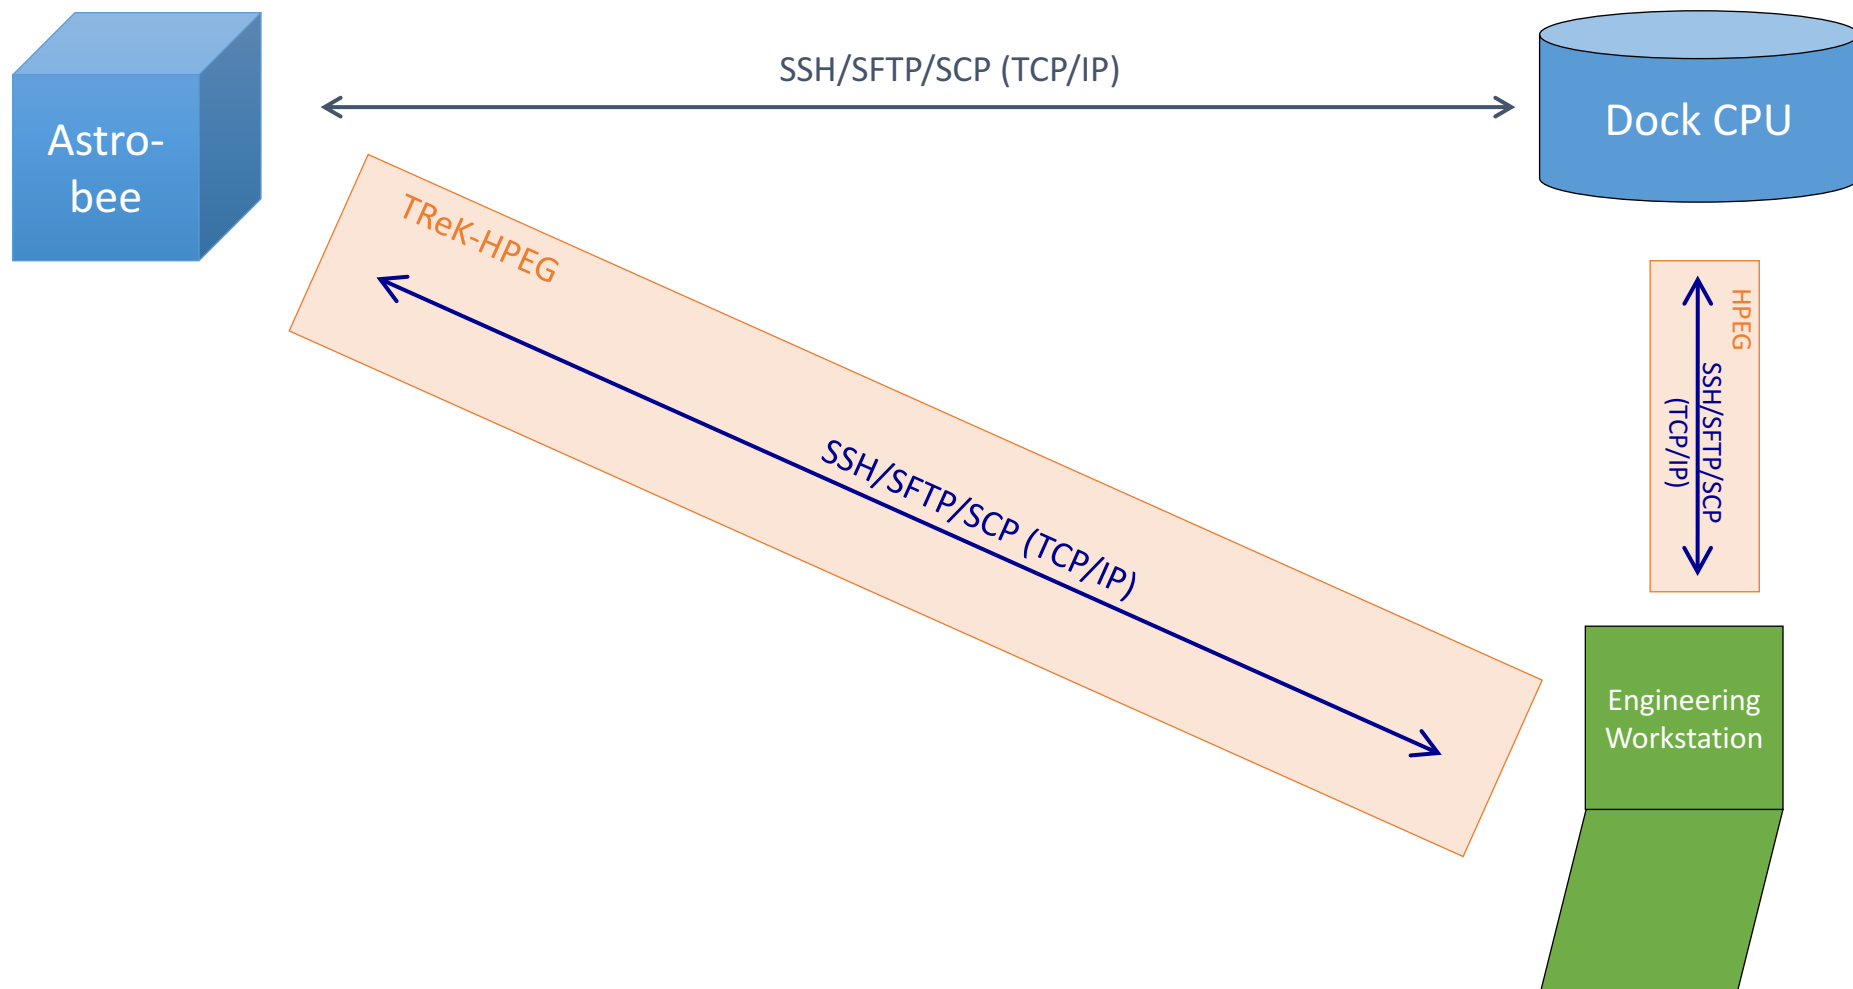 SSH/SFTP/SCP (TCP/IP)
Astro-
bee
Dock CPU
TReK-HPEG
SSH/SFTP/SCP (TCP/IP)
HPEG
SSH/SFTP/SCP
(TCP/IP)
Engineering
Workstation